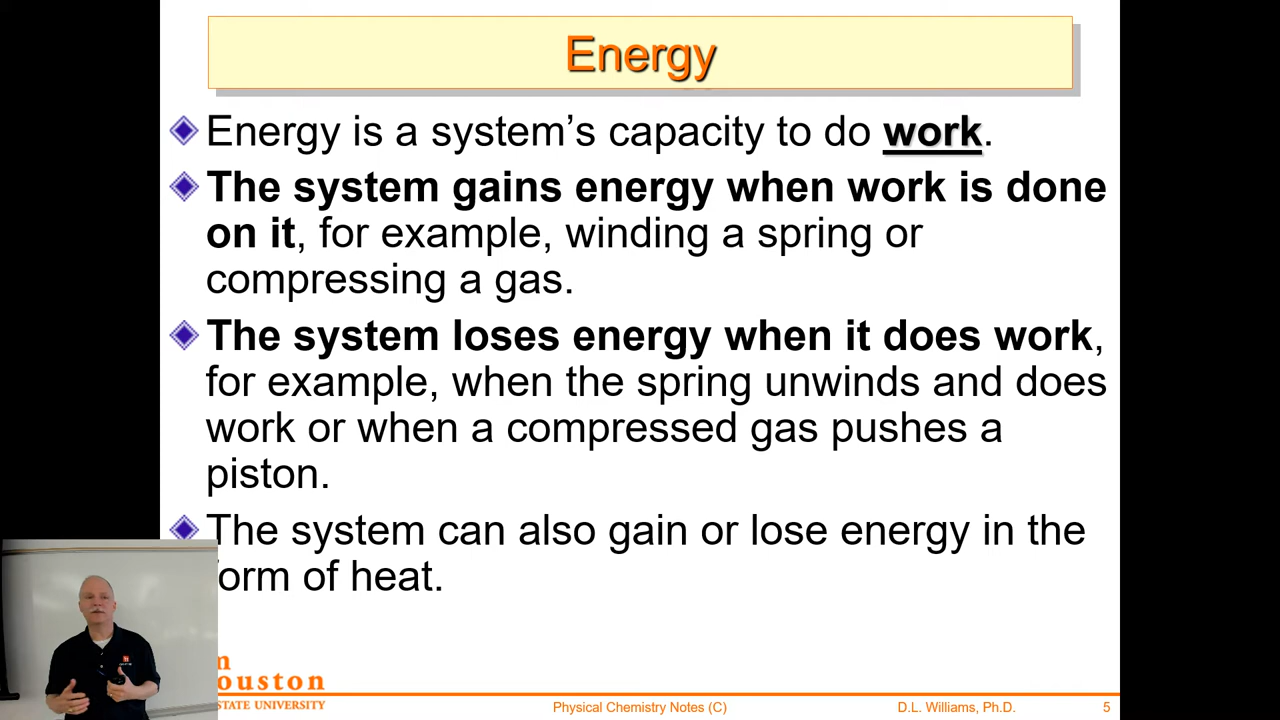 Energy
Energy is a system's capacity to do work.
The system gains energy when work is done
on it, for example, winding a spring or
compressing a gas.
The system loses energy when it does work,
for example, when the spring unwinds and does
work or when a compressed gas pushes a
piston.
The system can also gain or lose energy in the
orm of heat.
n
ouston
STATE UNIVERSITY
Physical Chemistry Notes (C)
D.L. Williams, Ph.D.
5